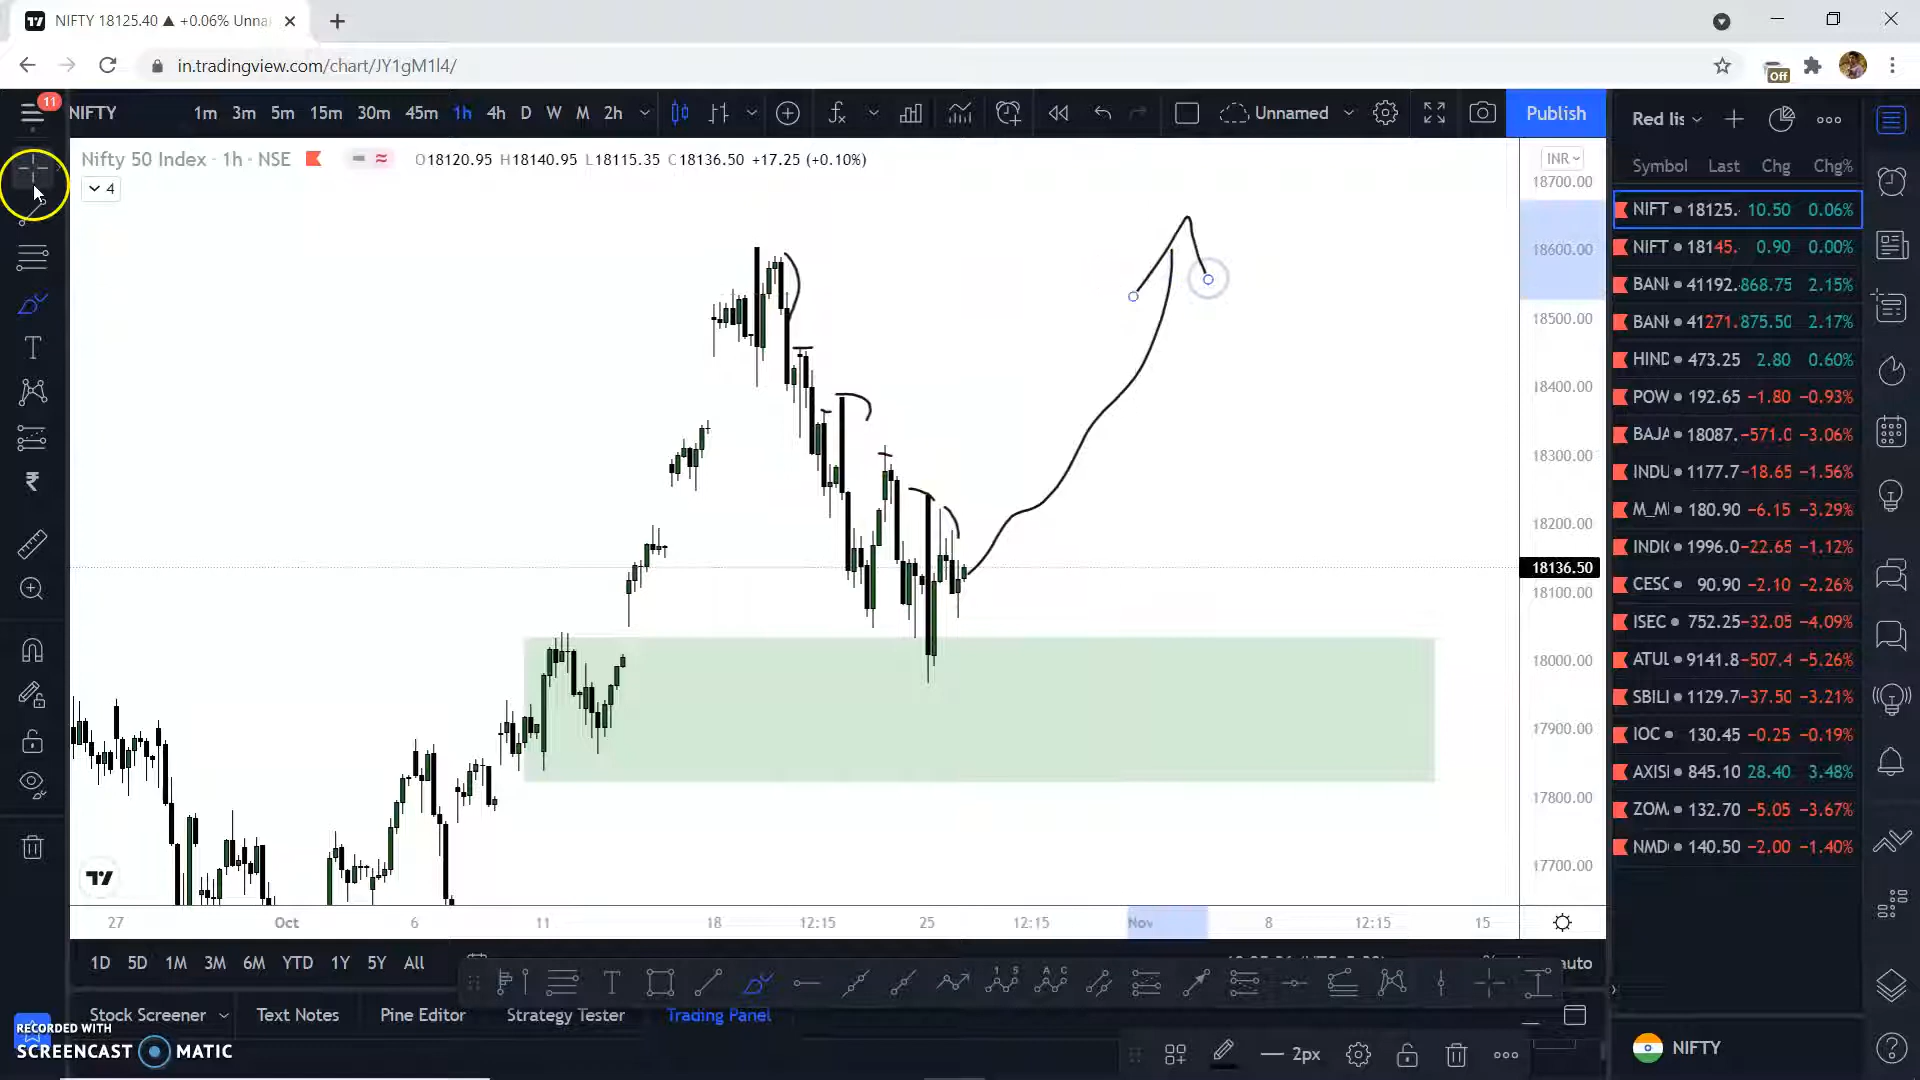 NIFTY 18125.40 ▲ +0.06% Unna
in.tradingview.com/chart/JY1gM1l4/
Off
11
NIFTY 1m 3m 5m 15m 30m 45m 1h 4h D W M 2h Unnamed Publish
Red lis
Nifty 50 Index · 1h · NSE O18120.95 H18140.95 L18115.35 C18136.50 +17.25 (+0.10%)
4
INR
Symbol Last Chg Chg%
18700.00
18600.00
18500.00
18400.00
18300.00
18200.00
18136.50
18100.00
18000.00
17900.00
17800.00
17700.00
NIFT 18125. 10.50 0.06%
NIFT 18145. 0.90 0.00%
BANI 41192. 868.75 2.15%
BANI 41271. 875.50 2.17%
HIND 473.25 2.80 0.60%
POW 192.65 −1.80 −0.93%
BAJA 18087. −571.0 −3.06%
INDU 1177.7 −18.65 −1.56%
M_MI 180.90 −6.15 −3.29%
INDI 1996.0 −22.65 −1.12%
CESC 90.90 −2.10 −2.26%
ISEC 752.25 −32.05 −4.09%
ATUL 9141.8 −507.4 −5.26%
SBILI 1129.7 −37.50 −3.21%
IOC 130.45 −0.25 −0.19%
AXISI 845.10 28.40 3.48%
ZOM 132.70 −5.05 −3.67%
NMD 140.50 −2.00 −1.40%
27 Oct 6 11 18 12:15 25 12:15 Nov 8 12:15 15
1D 5D 1M 3M 6M YTD 1Y 5Y All
Stock Screener Text Notes Pine Editor Strategy Tester Trading Panel
RECORDED WITH
SCREENCAST MATIC
2px
NIFTY